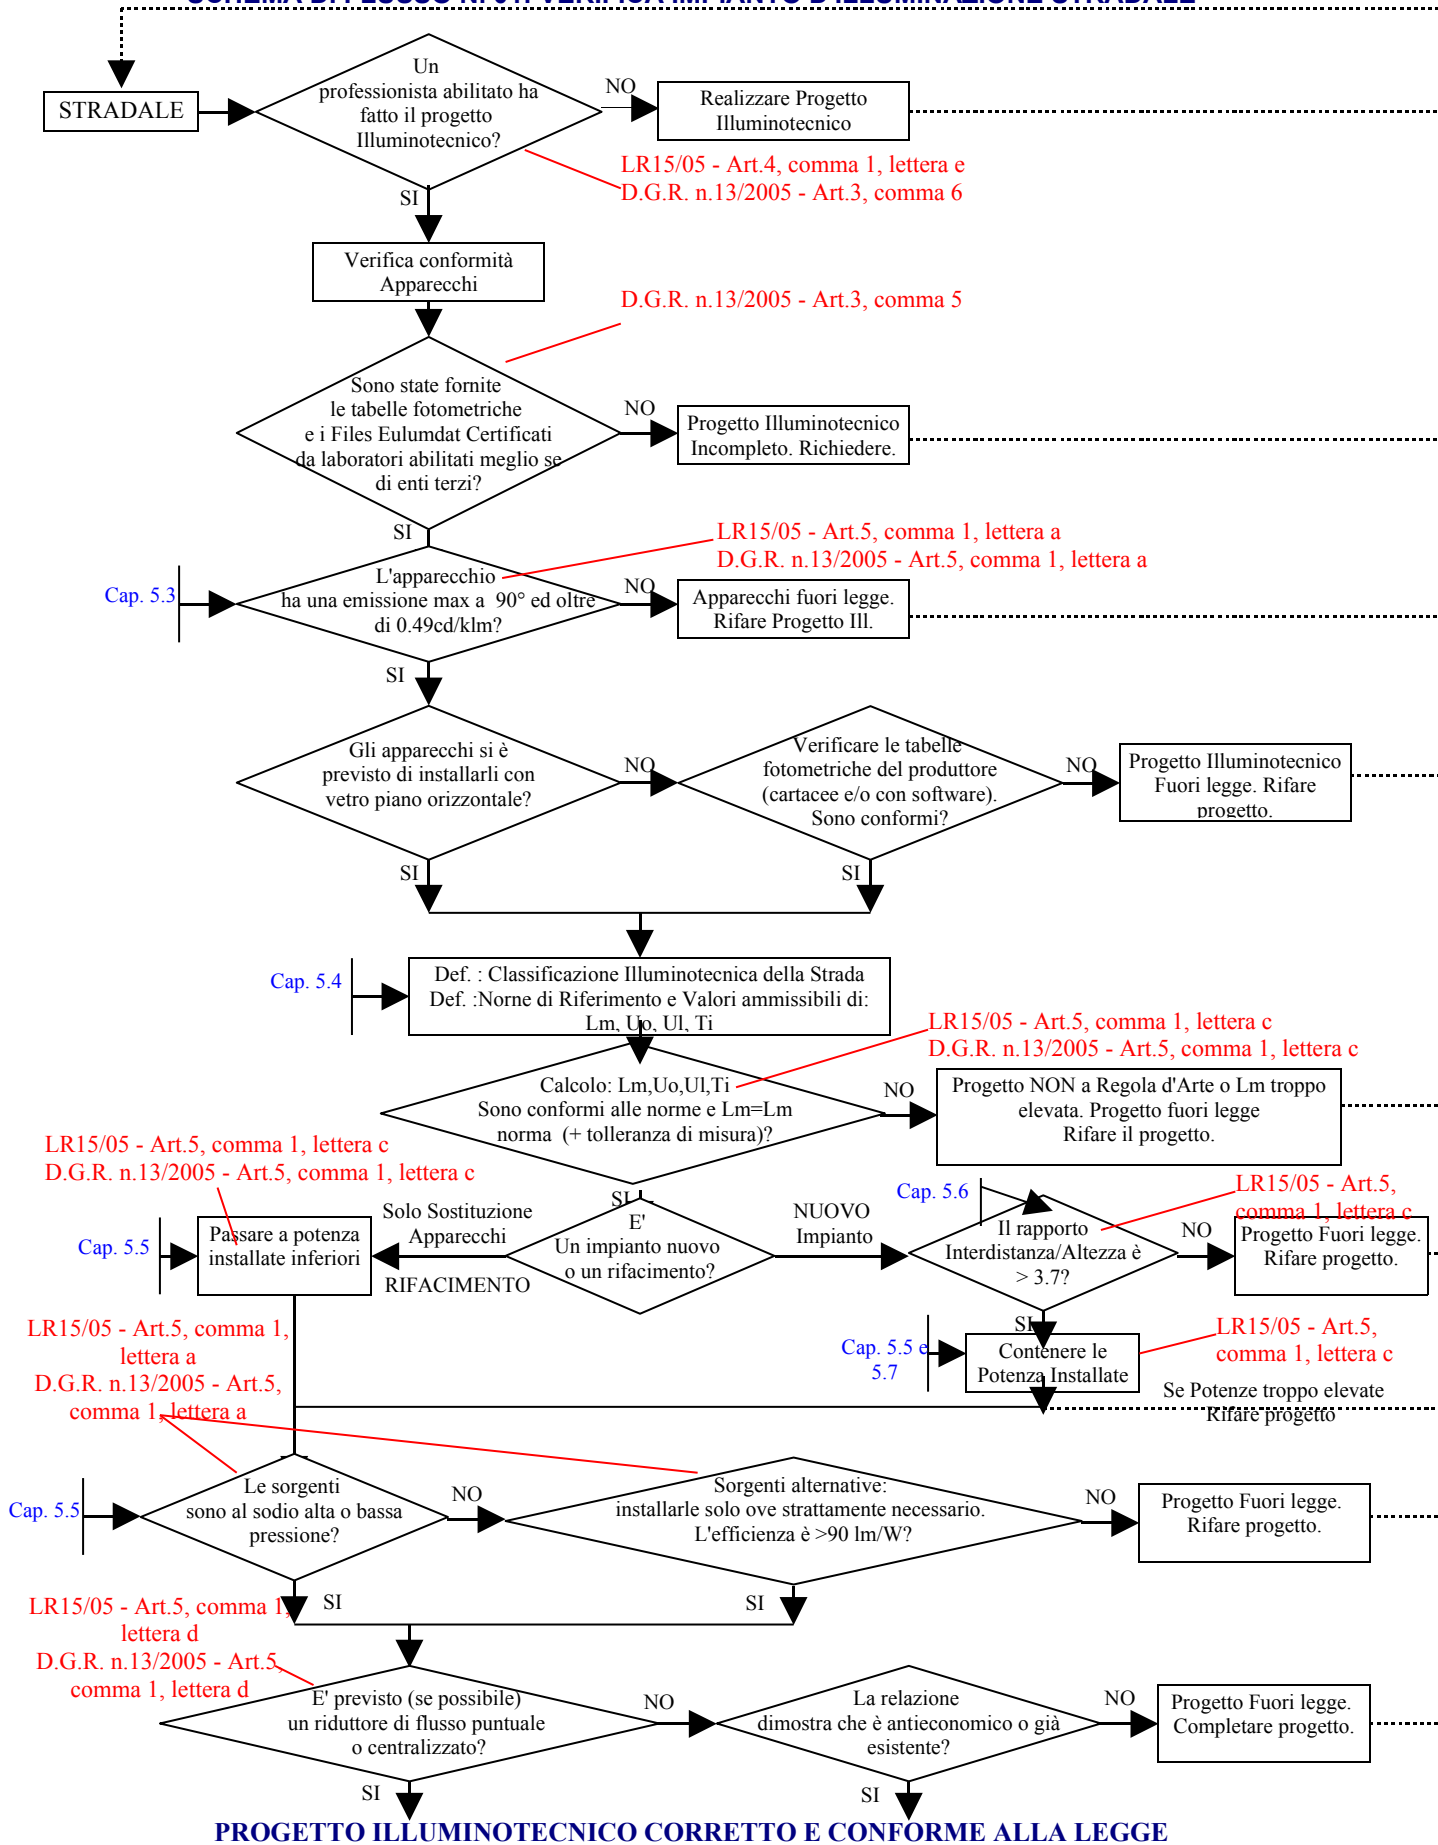 SCHEMA DI FLUSSO N. 01: VERIFICA IMPIANTO D'ILLUMINAZIONE STRADALE
STRADALE
Un
professionista abilitato ha
fatto il progetto
Illuminotecnico?
NO
Realizzare Progetto
Illuminotecnico
LR15/05 - Art.4, comma 1, lettera e
D.G.R. n.13/2005 - Art.3, comma 6
SI
Verifica conformità
Apparecchi
D.G.R. n.13/2005 - Art.3, comma 5
Sono state fornite
le tabelle fotometriche
e i Files Eulumdat Certificati
da laboratori abilitati meglio se
di enti terzi?
NO
Progetto Illuminotecnico
Incompleto. Richiedere.
SI
LR15/05 - Art.5, comma 1, lettera a
D.G.R. n.13/2005 - Art.5, comma 1, lettera a
Cap. 5.3
L'apparecchio
ha una emissione max a  90° ed oltre
di 0.49cd/klm?
NO
Apparecchi fuori legge.
Rifare Progetto Ill.
SI
Gli apparecchi si è
previsto di installarli con
vetro piano orizzontale?
NO
Verificare le tabelle
fotometriche del produttore
(cartacee e/o con software).
Sono conformi?
NO
Progetto Illuminotecnico
Fuori legge. Rifare
progetto.
SI
SI
Cap. 5.4
Def. : Classificazione Illuminotecnica della Strada
Def. :Norne di Riferimento e Valori ammissibili di:
Lm, Uo, Ul, Ti
LR15/05 - Art.5, comma 1, lettera c
D.G.R. n.13/2005 - Art.5, comma 1, lettera c
Calcolo: Lm,Uo,Ul,Ti
Sono conformi alle norme e Lm=Lm
norma  (+ tolleranza di misura)?
NO
Progetto NON a Regola d'Arte o Lm troppo
elevata. Progetto fuori legge
Rifare il progetto.
LR15/05 - Art.5, comma 1, lettera c
D.G.R. n.13/2005 - Art.5, comma 1, lettera c
SI
Cap. 5.5
Passare a potenza
installate inferiori
Solo Sostituzione
Apparecchi
RIFACIMENTO
E'
Un impianto nuovo
o un rifacimento?
NUOVO
Impianto
Cap. 5.6
Il rapporto
Interdistanza/Altezza è
> 3.7?
LR15/05 - Art.5,
comma 1, lettera c
NO
Progetto Fuori legge.
Rifare progetto.
SI
LR15/05 - Art.5, comma 1,
lettera a
D.G.R. n.13/2005 - Art.5,
comma 1, lettera a
Cap. 5.5 e
5.7
Contenere le
Potenza Installate
LR15/05 - Art.5,
comma 1, lettera c
Se Potenze troppo elevate
Rifare progetto
Cap. 5.5
Le sorgenti
sono al sodio alta o bassa
pressione?
NO
Sorgenti alternative:
installarle solo ove strattamente necessario.
L'efficienza è >90 lm/W?
NO
Progetto Fuori legge.
Rifare progetto.
SI
SI
LR15/05 - Art.5, comma 1,
lettera d
D.G.R. n.13/2005 - Art.5,
comma 1, lettera d
E' previsto (se possibile)
un riduttore di flusso puntuale
o centralizzato?
NO
La relazione
dimostra che è antieconomico o già
esistente?
NO
Progetto Fuori legge.
Completare progetto.
SI
SI
PROGETTO ILLUMINOTECNICO CORRETTO E CONFORME ALLA LEGGE